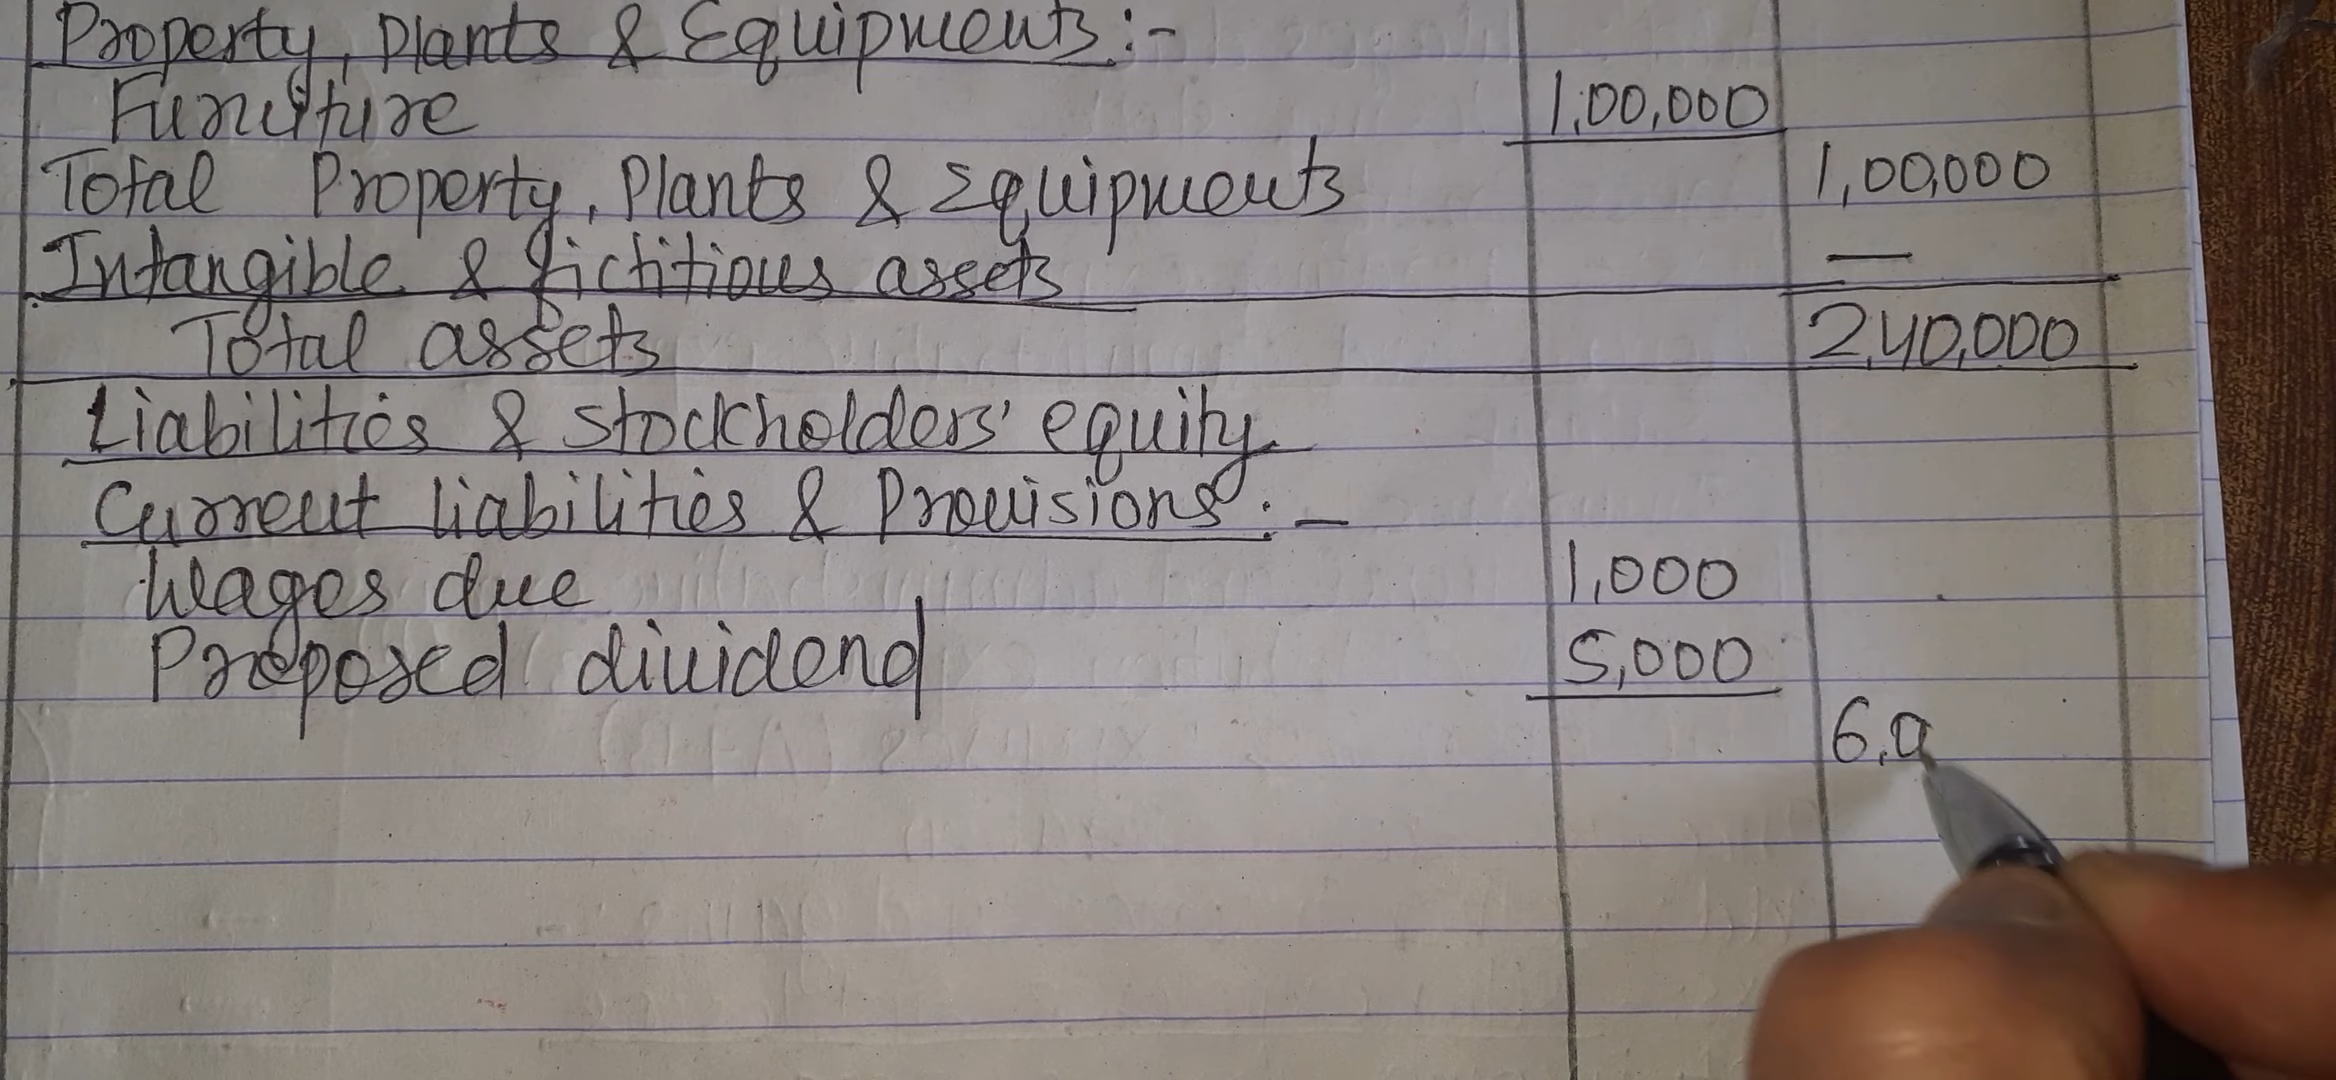 Property, Plants & Equipments:-
Furniture 1,00,000
Total Property, Plants & Equipments 1,00,000
Intangible & fictitious assets —
Total assets 2,40,000
Liabilities & stockholders' equity
Current liabilities & Provisions:-
Wages due 1,000
Proposed dividend 5,000
6,0